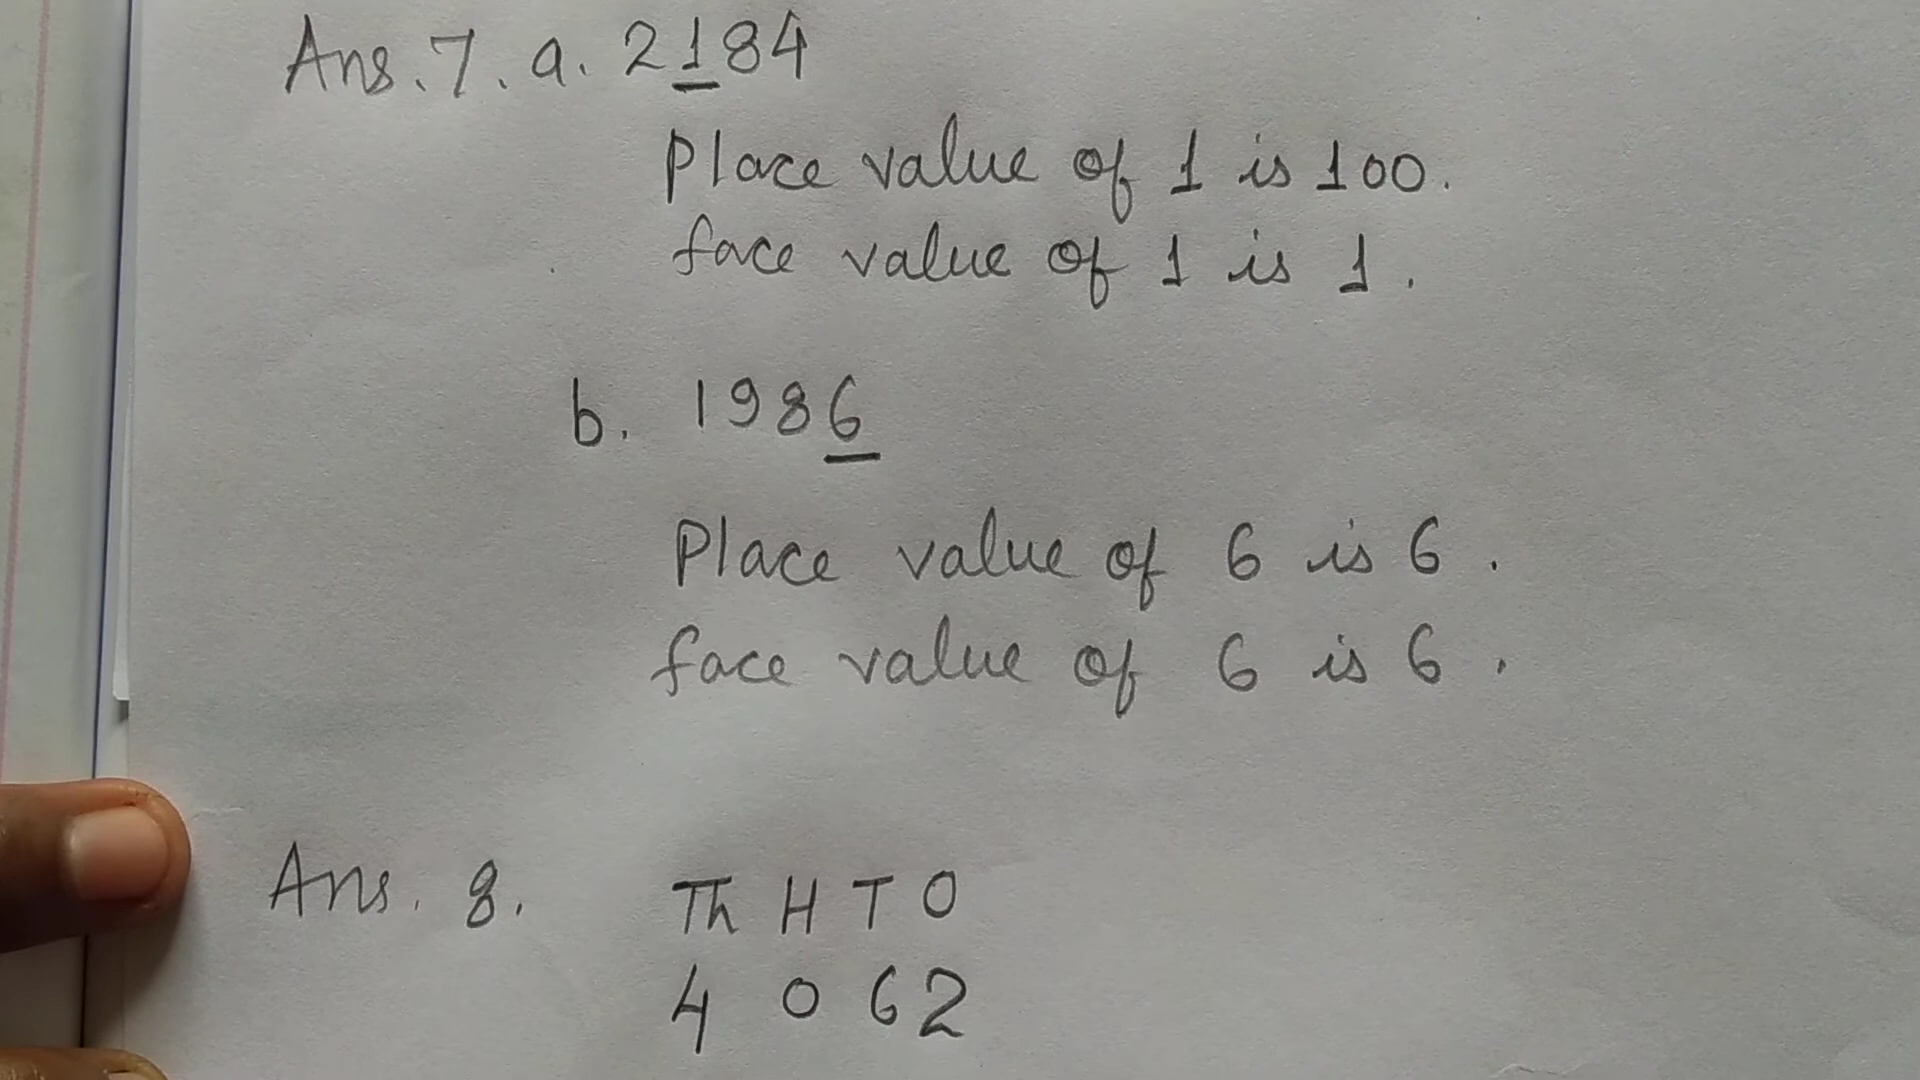 Ans. 7. a. 2184
Place value of 1 is 100.
face value of 1 is 1.
b. 1986
Place value of 6 is 6.
face value of 6 is 6.
Ans. 8. Th H T O
4 0 6 2